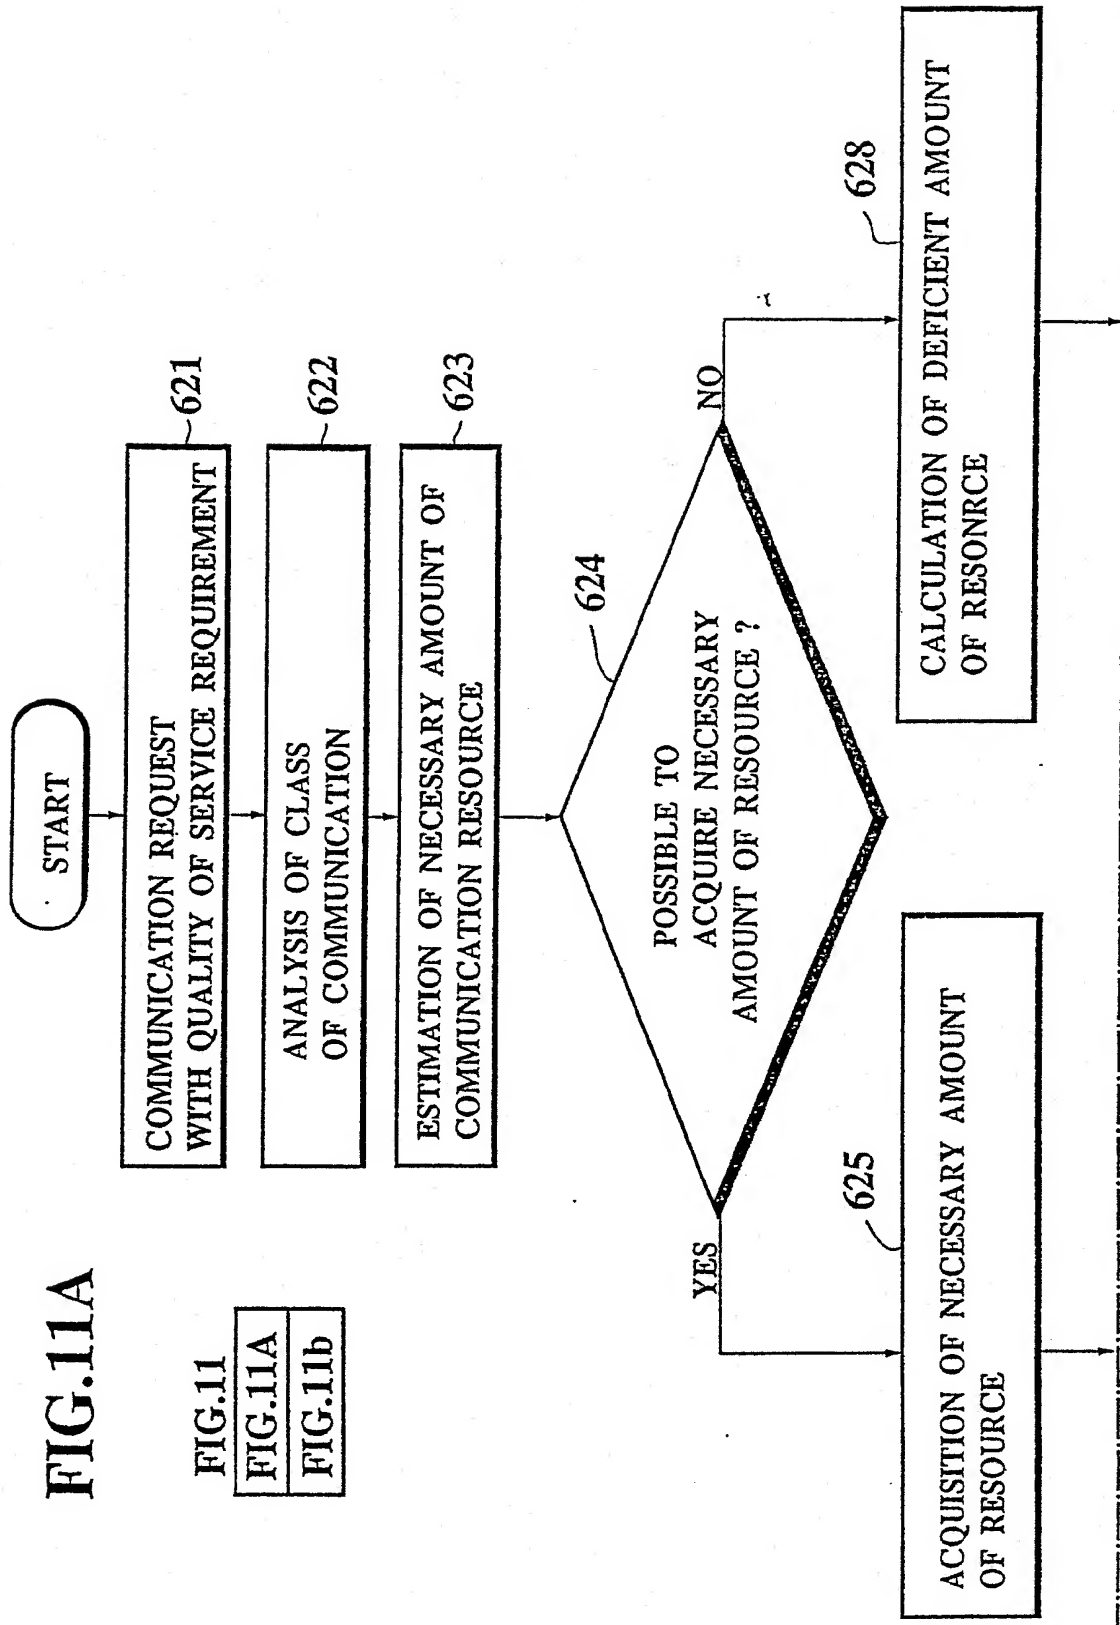 FIG.11A
FIG.11
FIG.11A
FIG.11b
START
COMMUNICATION REQUEST
WITH QUALITY OF SERVICE REQUIREMENT
621
ANALYSIS OF CLASS
OF COMMUNICATION
622
ESTIMATION OF NECESSARY AMOUNT OF
COMMUNICATION RESOURCE
623
624
POSSIBLE TO
ACQUIRE NECESSARY
AMOUNT OF RESOURCE ?
YES
NO
625
ACQUISITION OF NECESSARY AMOUNT
OF RESOURCE
628
CALCULATION OF DEFICIENT AMOUNT
OF RESONRCE